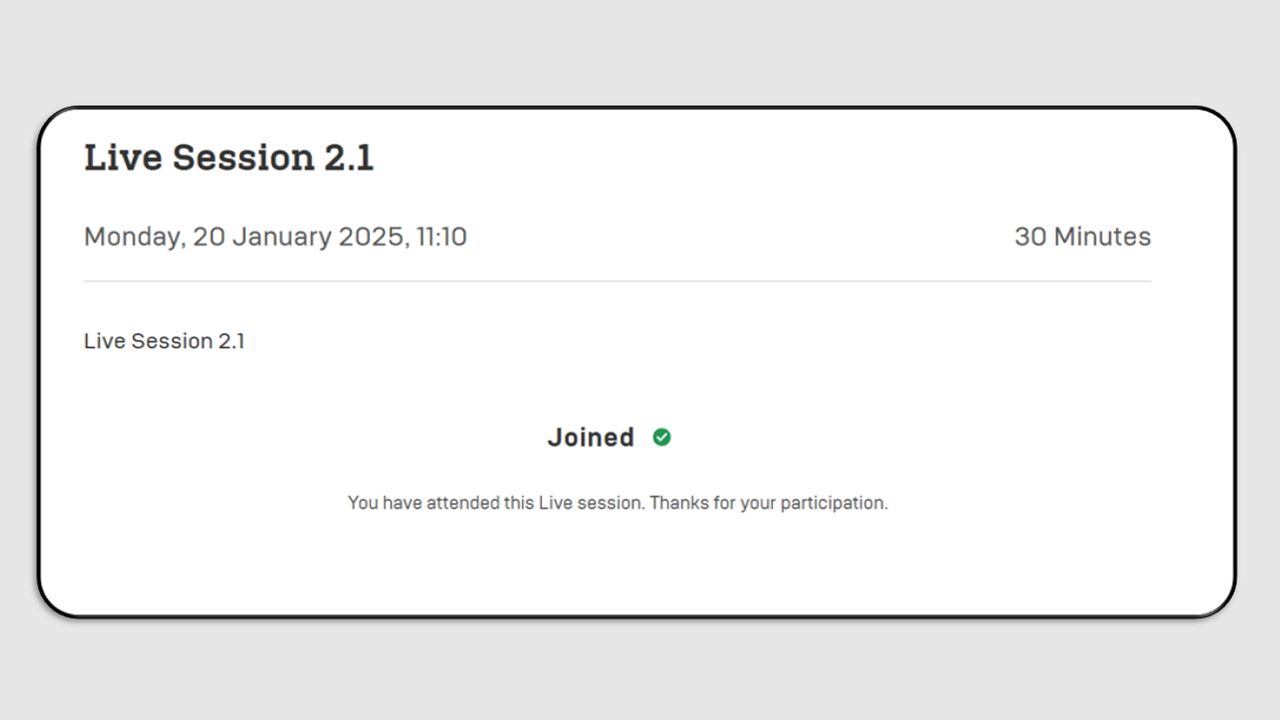 Live Session 2.1
Monday, 20 January 2025, 11:10 30 Minutes
Live Session 2.1
Joined
You have attended this Live session. Thanks for your participation.